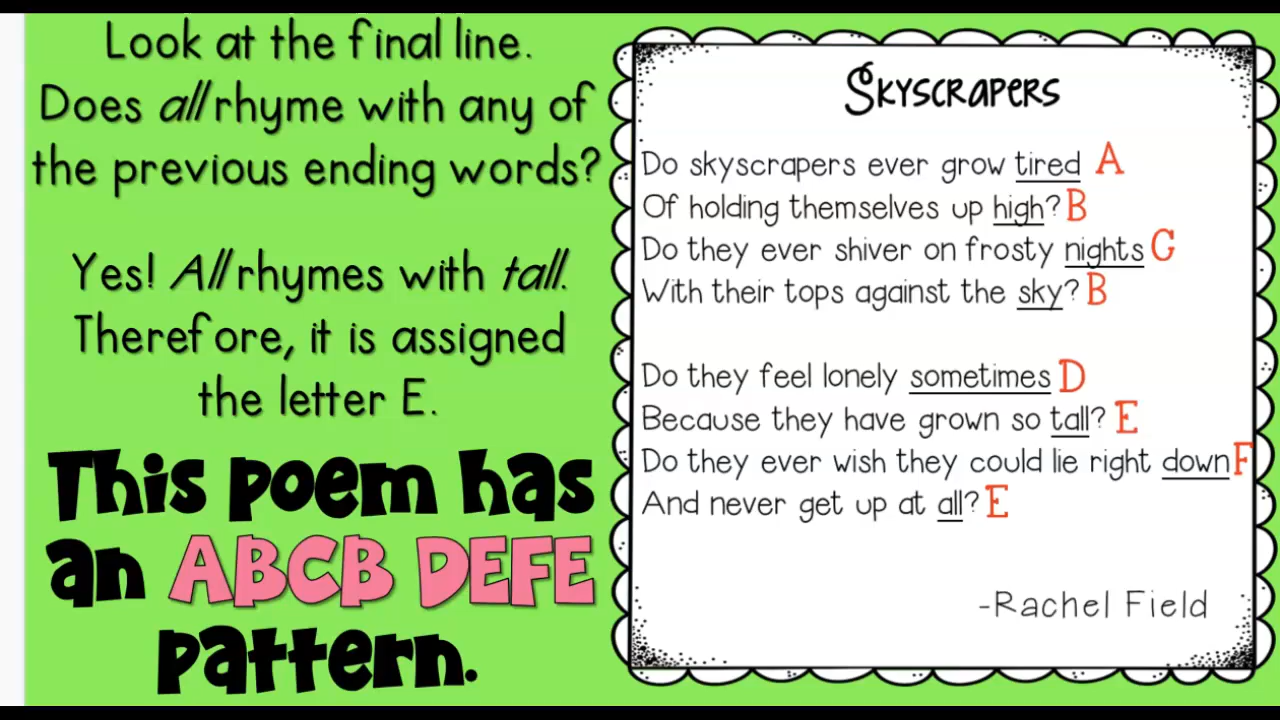 Look at the final line.
Does all rhyme with any of
the previous ending words?
Yes! All rhymes with tall.
Therefore, it is assigned
the letter E.
This poem has
an ABCB DEFE
pattern.
Skyscrapers
Do skyscrapers ever grow tired A
Of holding themselves up high? B
Do they ever shiver on frosty nights C
With their tops against the sky? B
Do they feel lonely sometimes D
Because they have grown so tall? E
Do they ever wish they could lie right down F
And never get up at all? E
-Rachel Field